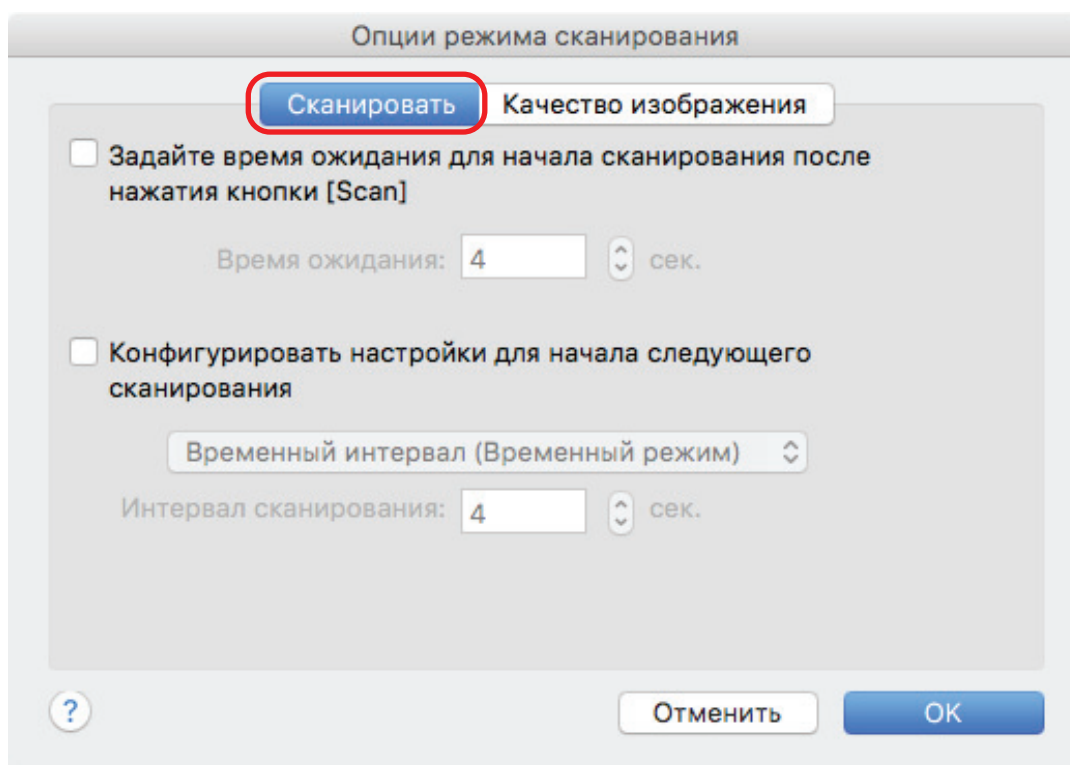 Опции режима сканирования
Сканировать Качество изображения
Задайте время ожидания для начала сканирования после
нажатия кнопки [Scan]
Время ожидания: 4 сек.
Конфигурировать настройки для начала следующего
сканирования
Временный интервал (Временный режим)
Интервал сканирования: 4 сек.
? Отменить OK